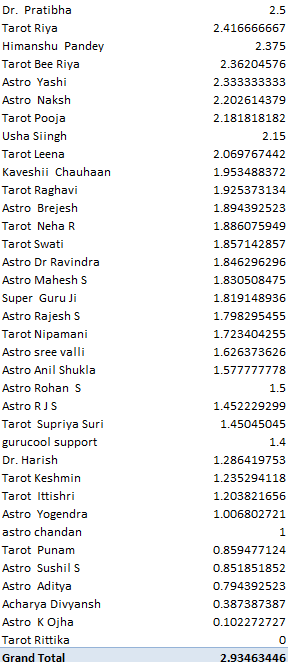 Dr.  Pratibha 2.5
Tarot Riya 2.416666667
Himanshu  Pandey 2.375
Tarot Bee Riya 2.36204576
Astro  Yashi 2.333333333
Astro  Naksh 2.202614379
Tarot Pooja 2.181818182
Usha Siingh 2.15
Tarot Leena 2.069767442
Kaveshii  Chauhaan 1.953488372
Tarot Raghavi 1.925373134
Astro  Brejesh 1.894392523
Tarot  Neha R 1.886075949
Tarot Swati 1.857142857
Astro Dr Ravindra 1.846296296
Astro Mahesh S 1.830508475
Super  Guru Ji 1.819148936
Astro Rajesh S 1.798295455
Tarot Nipamani 1.723404255
Astro sree valli 1.626373626
Astro Anil Shukla 1.577777778
Astro Rohan  S 1.5
Astro R J S 1.452229299
Tarot  Supriya Suri 1.45045045
gurucool support 1.4
Dr. Harish 1.286419753
Tarot Keshmin 1.235294118
Tarot  Ittishri 1.203821656
Astro  Yogendra 1.006802721
astro chandan 1
Tarot  Punam 0.859477124
Astro  Sushil S 0.851851852
Astro  Aditya 0.794392523
Acharya Divyansh 0.387387387
Astro  K Ojha 0.102272727
Tarot Rittika 0
Grand Total 2.93463446